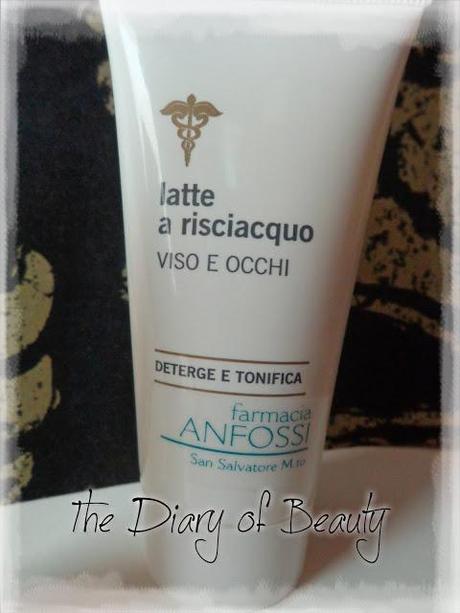 latte
a risciacquo
VISO E OCCHI
DETERGE E TONIFICA
farmacia
ANFOSSI
San Salvatore M.to
The Diary of Beauty